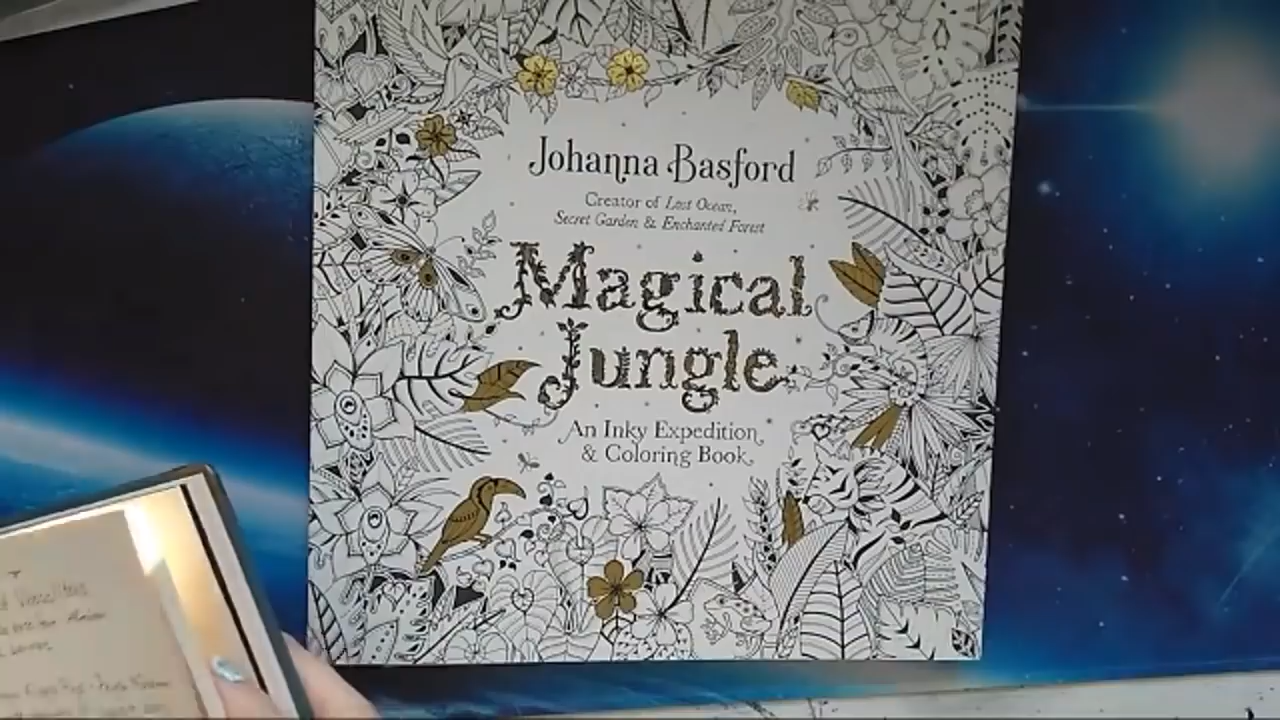 Johanna Basford
Creator of Lost Ocean,
Secret Garden & Enchanted Forest
Magical
Jungle
An Inky Expedition
& Coloring Book